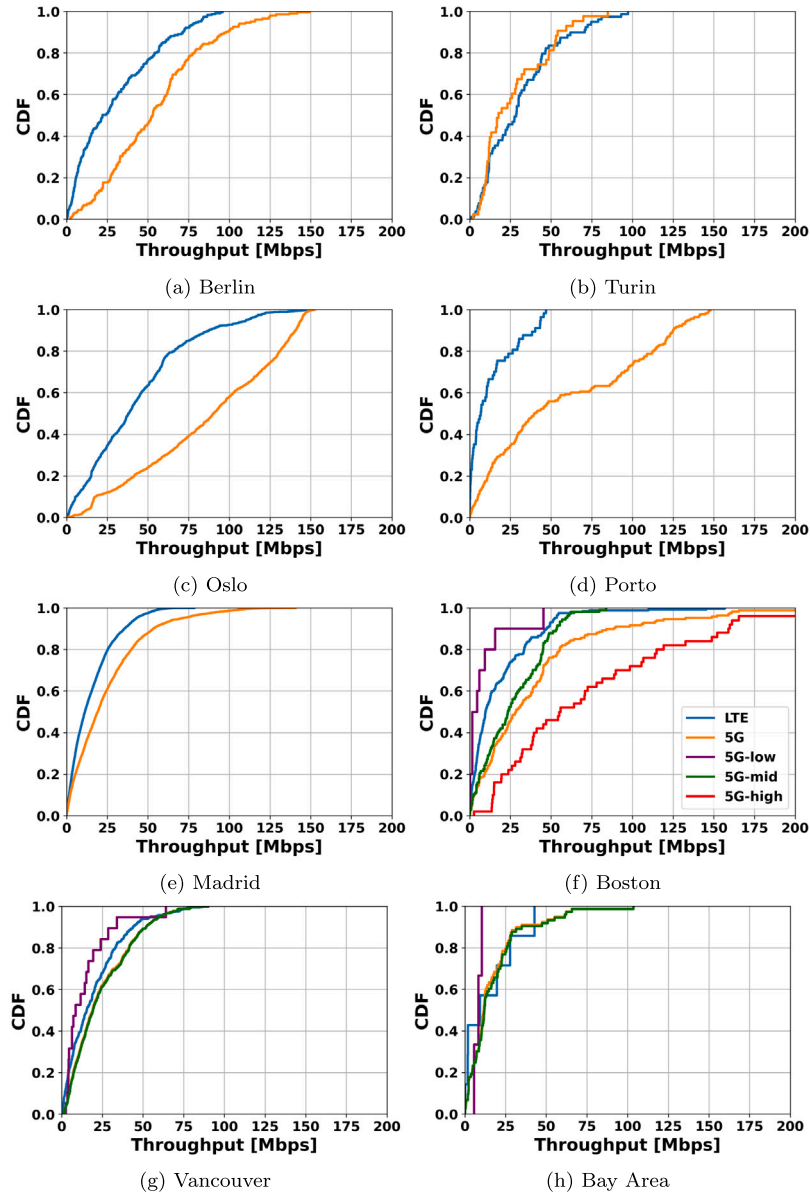 1.0
0.8
0.6
0.4
0.2
0.0
CDF
0 25 50 75 100 125 150 175 200
Throughput [Mbps]
(a) Berlin
1.0
0.8
0.6
0.4
0.2
0.0
CDF
0 25 50 75 100 125 150 175 200
Throughput [Mbps]
(b) Turin
1.0
0.8
0.6
0.4
0.2
0.0
CDF
0 25 50 75 100 125 150 175 200
Throughput [Mbps]
(c) Oslo
1.0
0.8
0.6
0.4
0.2
0.0
CDF
0 25 50 75 100 125 150 175 200
Throughput [Mbps]
(d) Porto
1.0
0.8
0.6
0.4
0.2
0.0
CDF
0 25 50 75 100 125 150 175 200
Throughput [Mbps]
(e) Madrid
1.0
0.8
0.6
0.4
0.2
0.0
CDF
LTE
5G
5G-low
5G-mid
5G-high
0 25 50 75 100 125 150 175 200
Throughput [Mbps]
(f) Boston
1.0
0.8
0.6
0.4
0.2
0.0
CDF
0 25 50 75 100 125 150 175 200
Throughput [Mbps]
(g) Vancouver
1.0
0.8
0.6
0.4
0.2
0.0
CDF
0 25 50 75 100 125 150 175 200
Throughput [Mbps]
(h) Bay Area